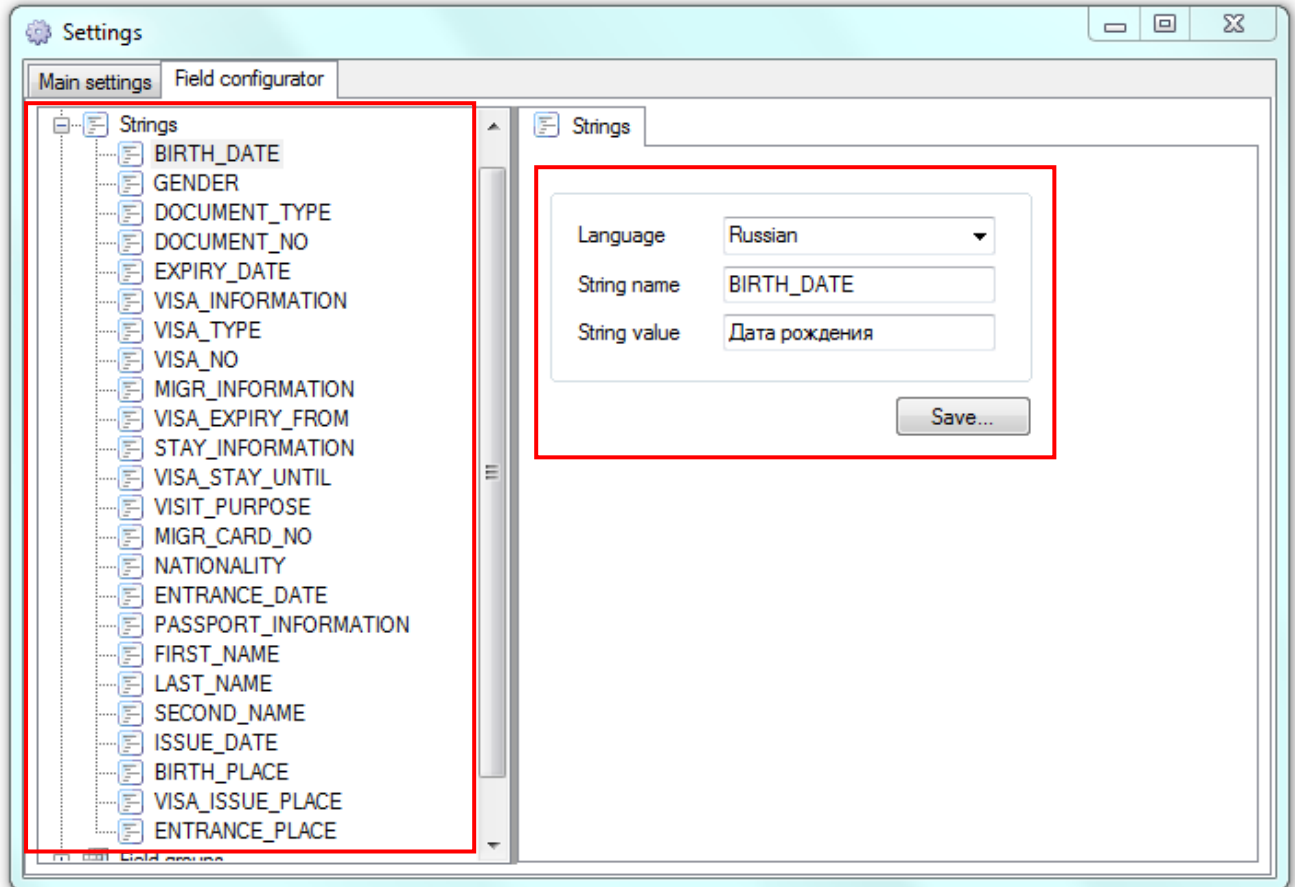 Settings
Main settings
Field configurator
Strings
BIRTH_DATE
GENDER
DOCUMENT_TYPE
DOCUMENT_NO
EXPIRY_DATE
VISA_INFORMATION
VISA_TYPE
VISA_NO
MIGR_INFORMATION
VISA_EXPIRY_FROM
STAY_INFORMATION
VISA_STAY_UNTIL
VISIT_PURPOSE
MIGR_CARD_NO
NATIONALITY
ENTRANCE_DATE
PASSPORT_INFORMATION
FIRST_NAME
LAST_NAME
SECOND_NAME
ISSUE_DATE
BIRTH_PLACE
VISA_ISSUE_PLACE
ENTRANCE_PLACE
Field groups
Strings
Language Russian
String name BIRTH_DATE
String value Дата рождения
Save...